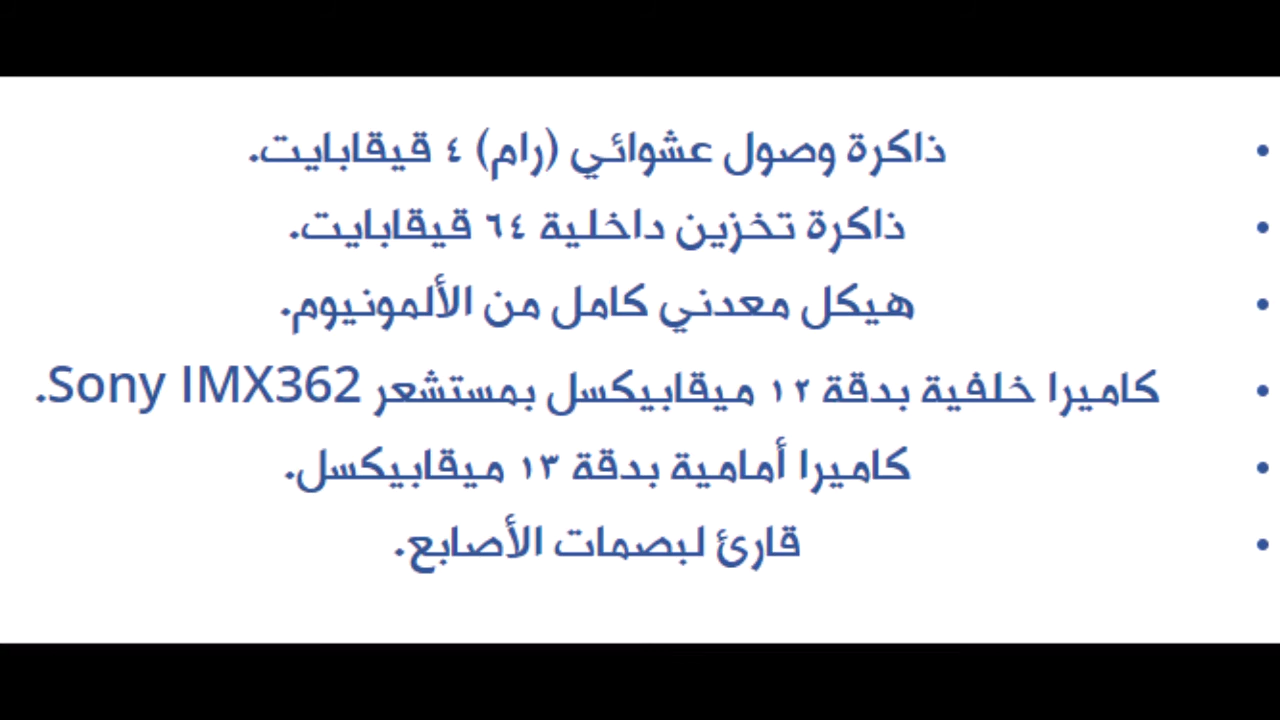 • ذاكرة وصول عشوائي (رام) ٤ قيقابايت.
• ذاكرة تخزين داخلية ٦٤ قيقابايت.
• هيكل معدني كامل من الألمونيوم.
• كاميرا خلفية بدقة ١٢ ميقابيكسل بمستشعر Sony IMX362.
• كاميرا أمامية بدقة ١٣ ميقابيكسل.
• قارئ لبصمات الأصابع.